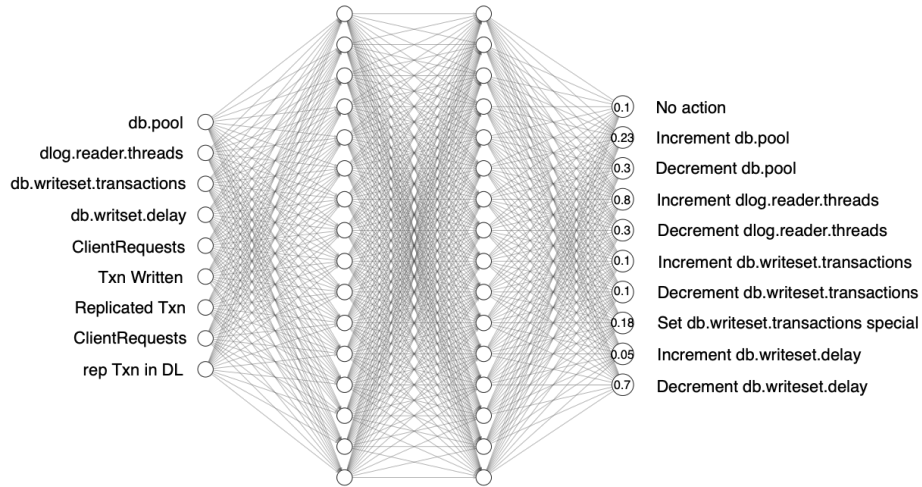 db.pool
dlog.reader.threads
db.writeset.transactions
db.writset.delay
ClientRequests
Txn Written
Replicated Txn
ClientRequests
rep Txn in DL
0.1 No action
0.23 Increment db.pool
0.3 Decrement db.pool
0.8 Increment dlog.reader.threads
0.3 Decrement dlog.reader.threads
0.1 Increment db.writeset.transactions
0.1 Decrement db.writeset.transactions
0.18 Set db.writeset.transactions special
0.05 Increment db.writeset.delay
0.7 Decrement db.writeset.delay